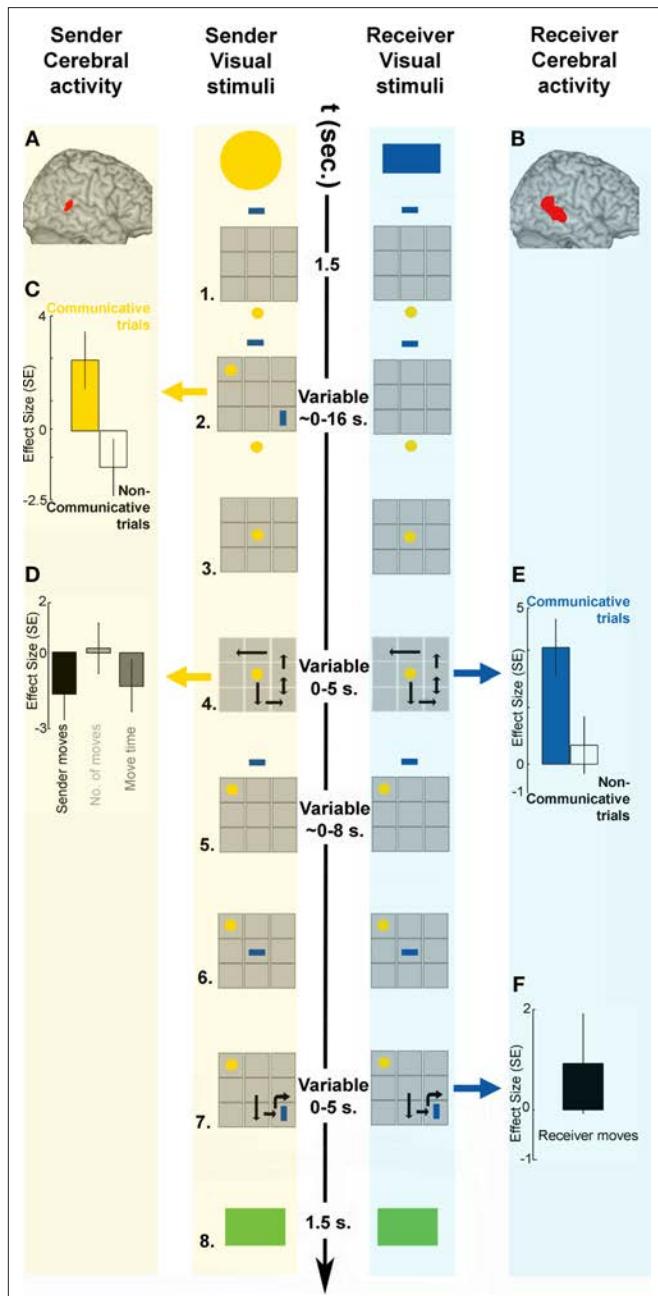 Sender
Cerebral
activity
Sender
Visual
stimuli
Receiver
Visual
stimuli
Receiver
Cerebral
activity
t (sec.)
A
B
1.
1.5
C
Communicative
trials
4
0
-2.5
Effect Size (SE)
Non-
Communicative
trials
2.
Variable
~0-16 s.
3.
D
2
0
-3
Effect Size (SE)
Sender moves
No. of moves
Move time
4.
Variable
0-5 s.
E
Communicative
trials
5
0
-1
Effect Size (SE)
Non-
Communicative
trials
5.
Variable
~0-8 s.
6.
7.
Variable
0-5 s.
F
2
0
-1
Effect Size (SE)
Receiver moves
8.
1.5 s.